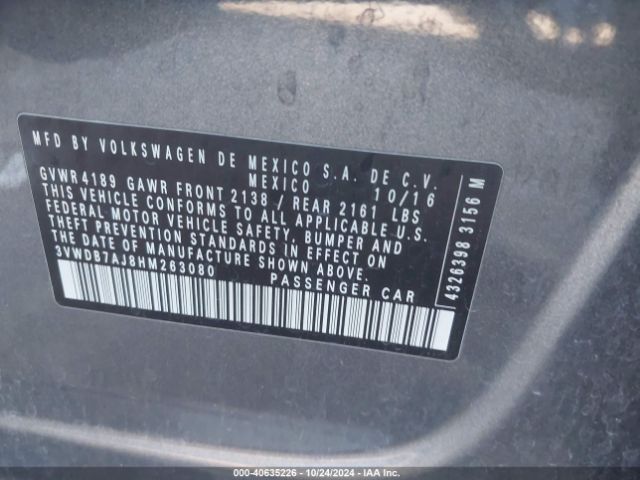 MFD BY VOLKSWAGEN DE MEXICO S.A. DE C.V.
MEXICO 10/16
GVWR 4189 GAWR FRONT 2138 / REAR 2161 LBS
THIS VEHICLE CONFORMS TO ALL APPLICABLE U.S.
FEDERAL MOTOR VEHICLE SAFETY, BUMPER AND
THEFT PREVENTION STANDARDS IN EFFECT ON
THE DATE OF MANUFACTURE SHOWN ABOVE.
3VWDB7AJ8HM263080 PASSENGER CAR
4326398 3156 M
000-40635226 - 10/24/2024 - IAA Inc.